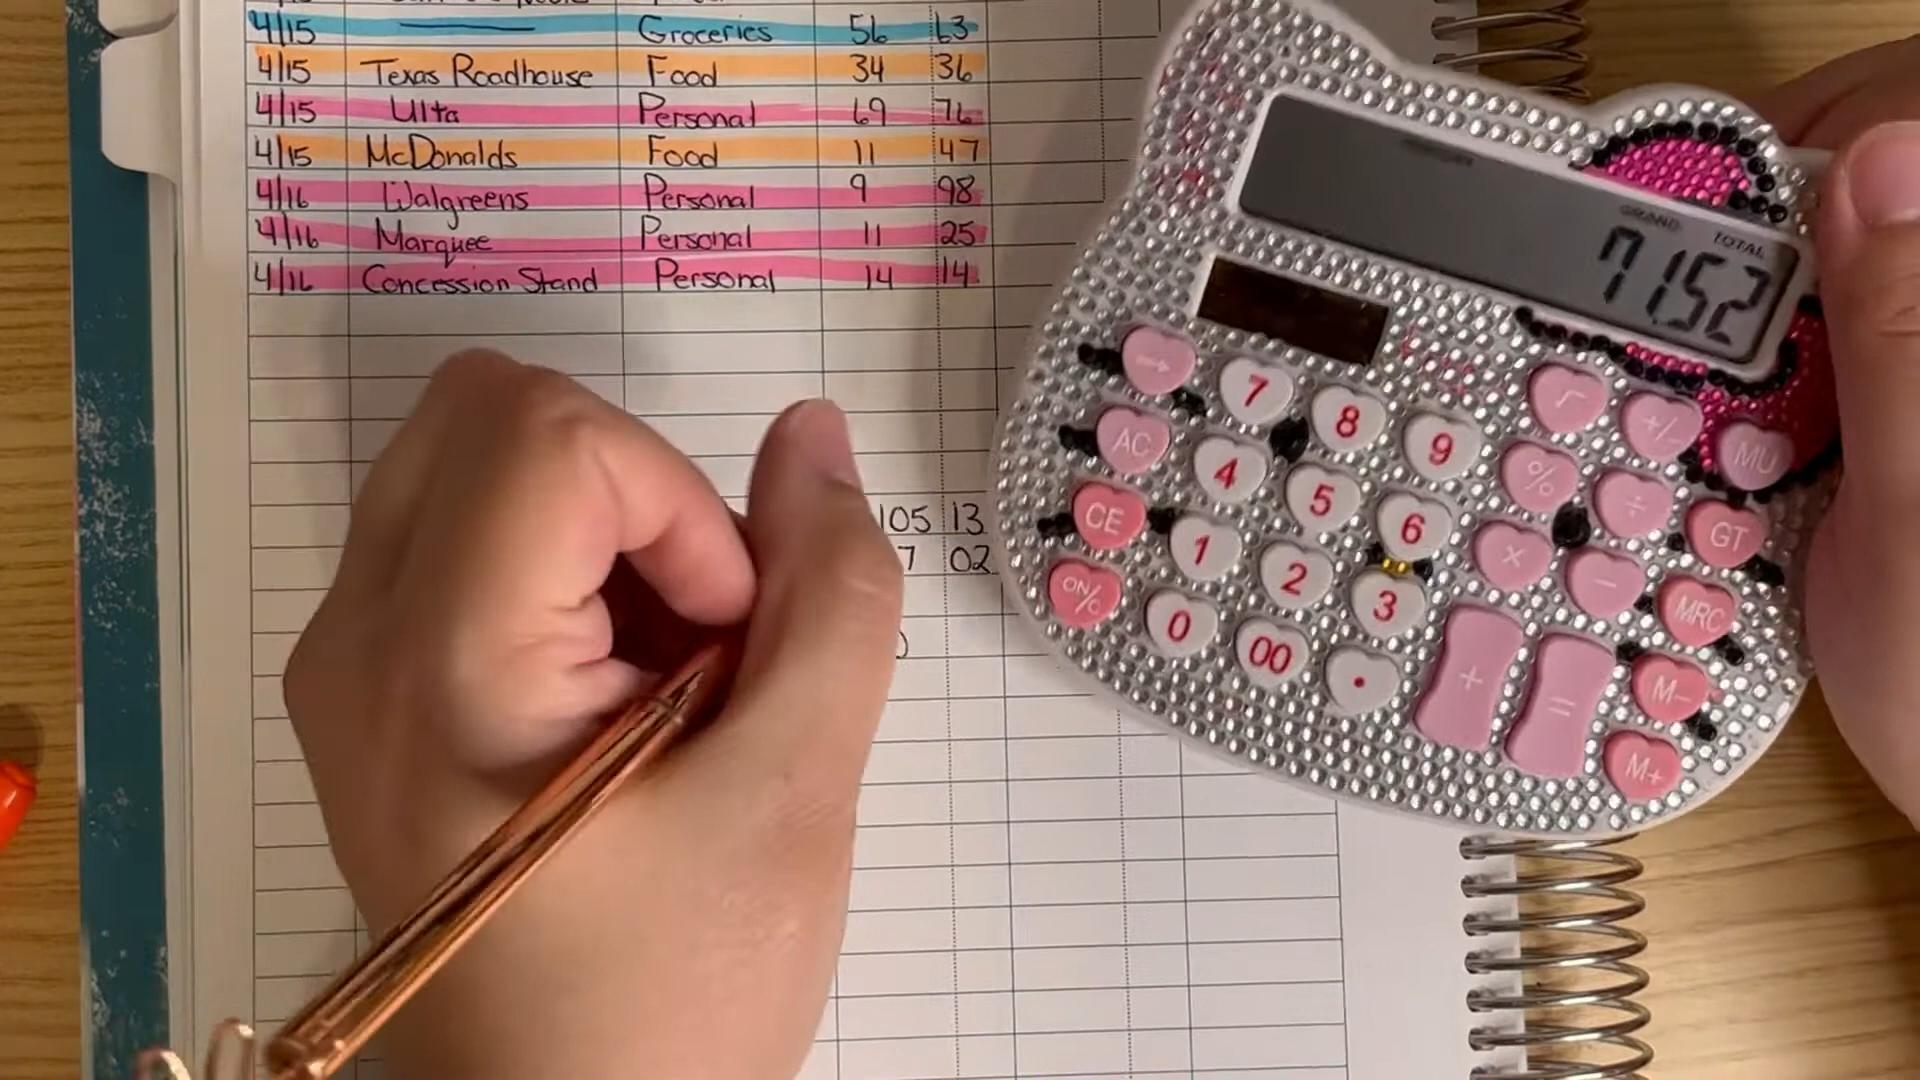 4/15 Groceries 56 63
4/15 Texas Roadhouse Food 34 36
4/15 Ulta Personal 69 76
4/15 McDonalds Food 11 47
4/16 Walgreens Personal 9 98
4/16 Marquee Personal 11 25
4/16 Concession Stand Personal 14 14
105 13
7 02
GRAND TOTAL
71.52
7 8 9 √ +/- MU
AC 4 5 6 % ÷ GT
CE 1 2 3 × − MRC
ON/C 0 00 . + = M−
M+